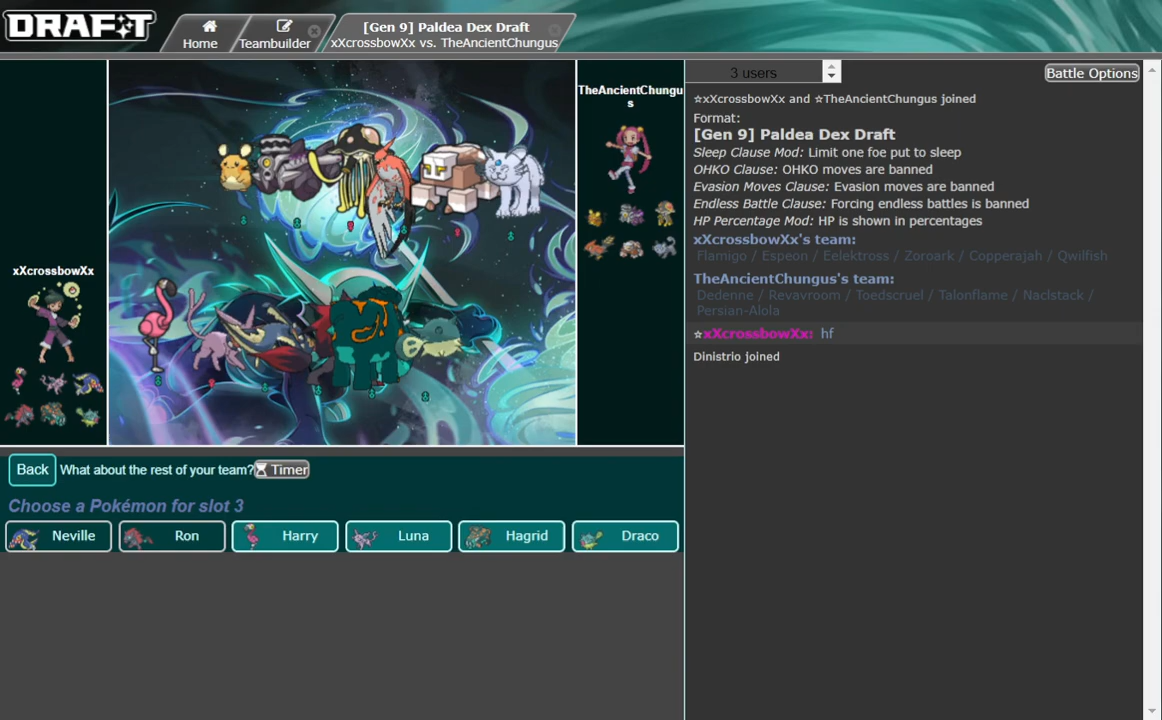 DRAFT
Home
Teambuilder
[Gen 9] Paldea Dex Draft
xXcrossbowXx vs. TheAncientChungus
xXcrossbowXx
TheAncientChungu
s
Back
What about the rest of your team?
Timer
Choose a Pokémon for slot 3
Neville
Ron
Harry
Luna
Hagrid
Draco
3 users
Battle Options
☆xXcrossbowXx and ☆TheAncientChungus joined
Format:
[Gen 9] Paldea Dex Draft
Sleep Clause Mod: Limit one foe put to sleep
OHKO Clause: OHKO moves are banned
Evasion Moves Clause: Evasion moves are banned
Endless Battle Clause: Forcing endless battles is banned
HP Percentage Mod: HP is shown in percentages
xXcrossbowXx's team:
Flamigo / Espeon / Eelektross / Zoroark / Copperajah / Qwilfish
TheAncientChungus's team:
Dedenne / Revavroom / Toedscruel / Talonflame / Naclstack /
Persian-Alola
☆xXcrossbowXx: hf
Dinistrio joined